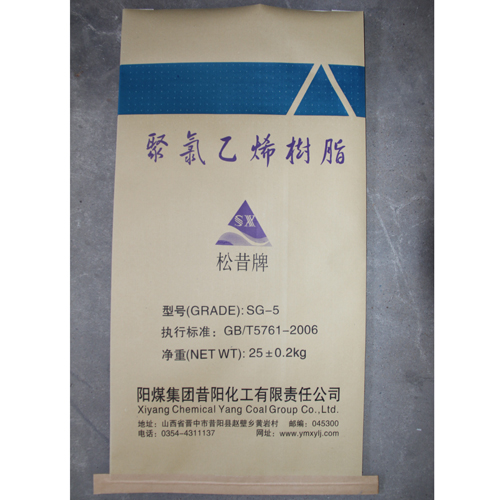 聚氯乙烯樹脂
SX
松昔牌
型号(GRADE): SG-5
执行标准: GB/T5761-2006
净重(NET WT): 25±0.2kg
阳煤集团昔阳化工有限责任公司
Xiyang Chemical Yang Coal Group Co.,Ltd.
地址: 山西省晋中市昔阳县赵壁乡黄岩村 邮编: 045300
电话: 0354-4311137 网址: www.ymxylj.com